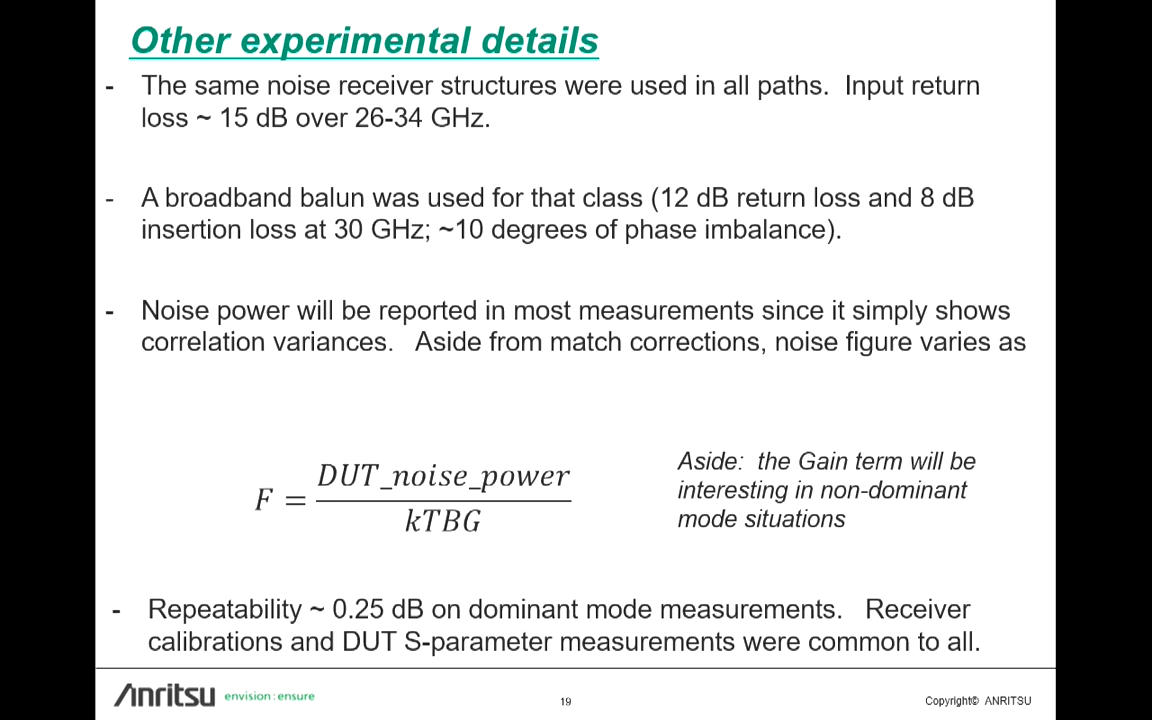 Other experimental details
- The same noise receiver structures were used in all paths. Input return
loss ~ 15 dB over 26-34 GHz.
- A broadband balun was used for that class (12 dB return loss and 8 dB
insertion loss at 30 GHz; ~10 degrees of phase imbalance).
- Noise power will be reported in most measurements since it simply shows
correlation variances. Aside from match corrections, noise figure varies as
F = DUT_noise_power / kTBG
Aside: the Gain term will be
interesting in non-dominant
mode situations
- Repeatability ~ 0.25 dB on dominant mode measurements. Receiver
calibrations and DUT S-parameter measurements were common to all.
Anritsu envision : ensure
19
Copyright© ANRITSU